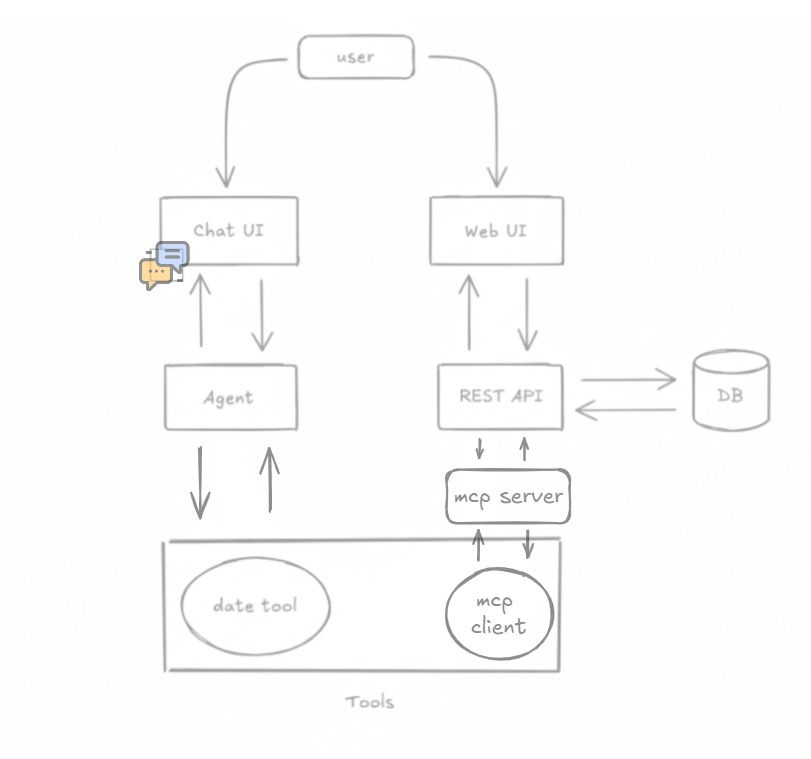 user
Chat UI
Web UI
Agent
REST API
DB
mcp server
date tool
mcp
client
Tools